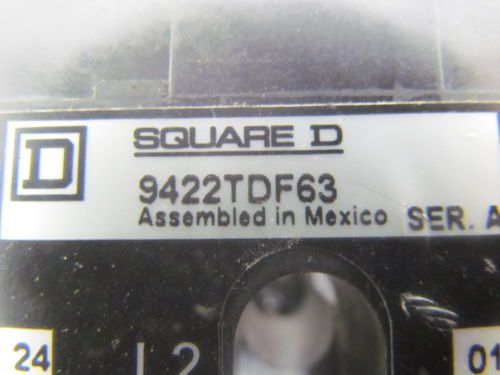 D SQUARE D
9422TDF63
Assembled in Mexico SER. A
24 L2 01